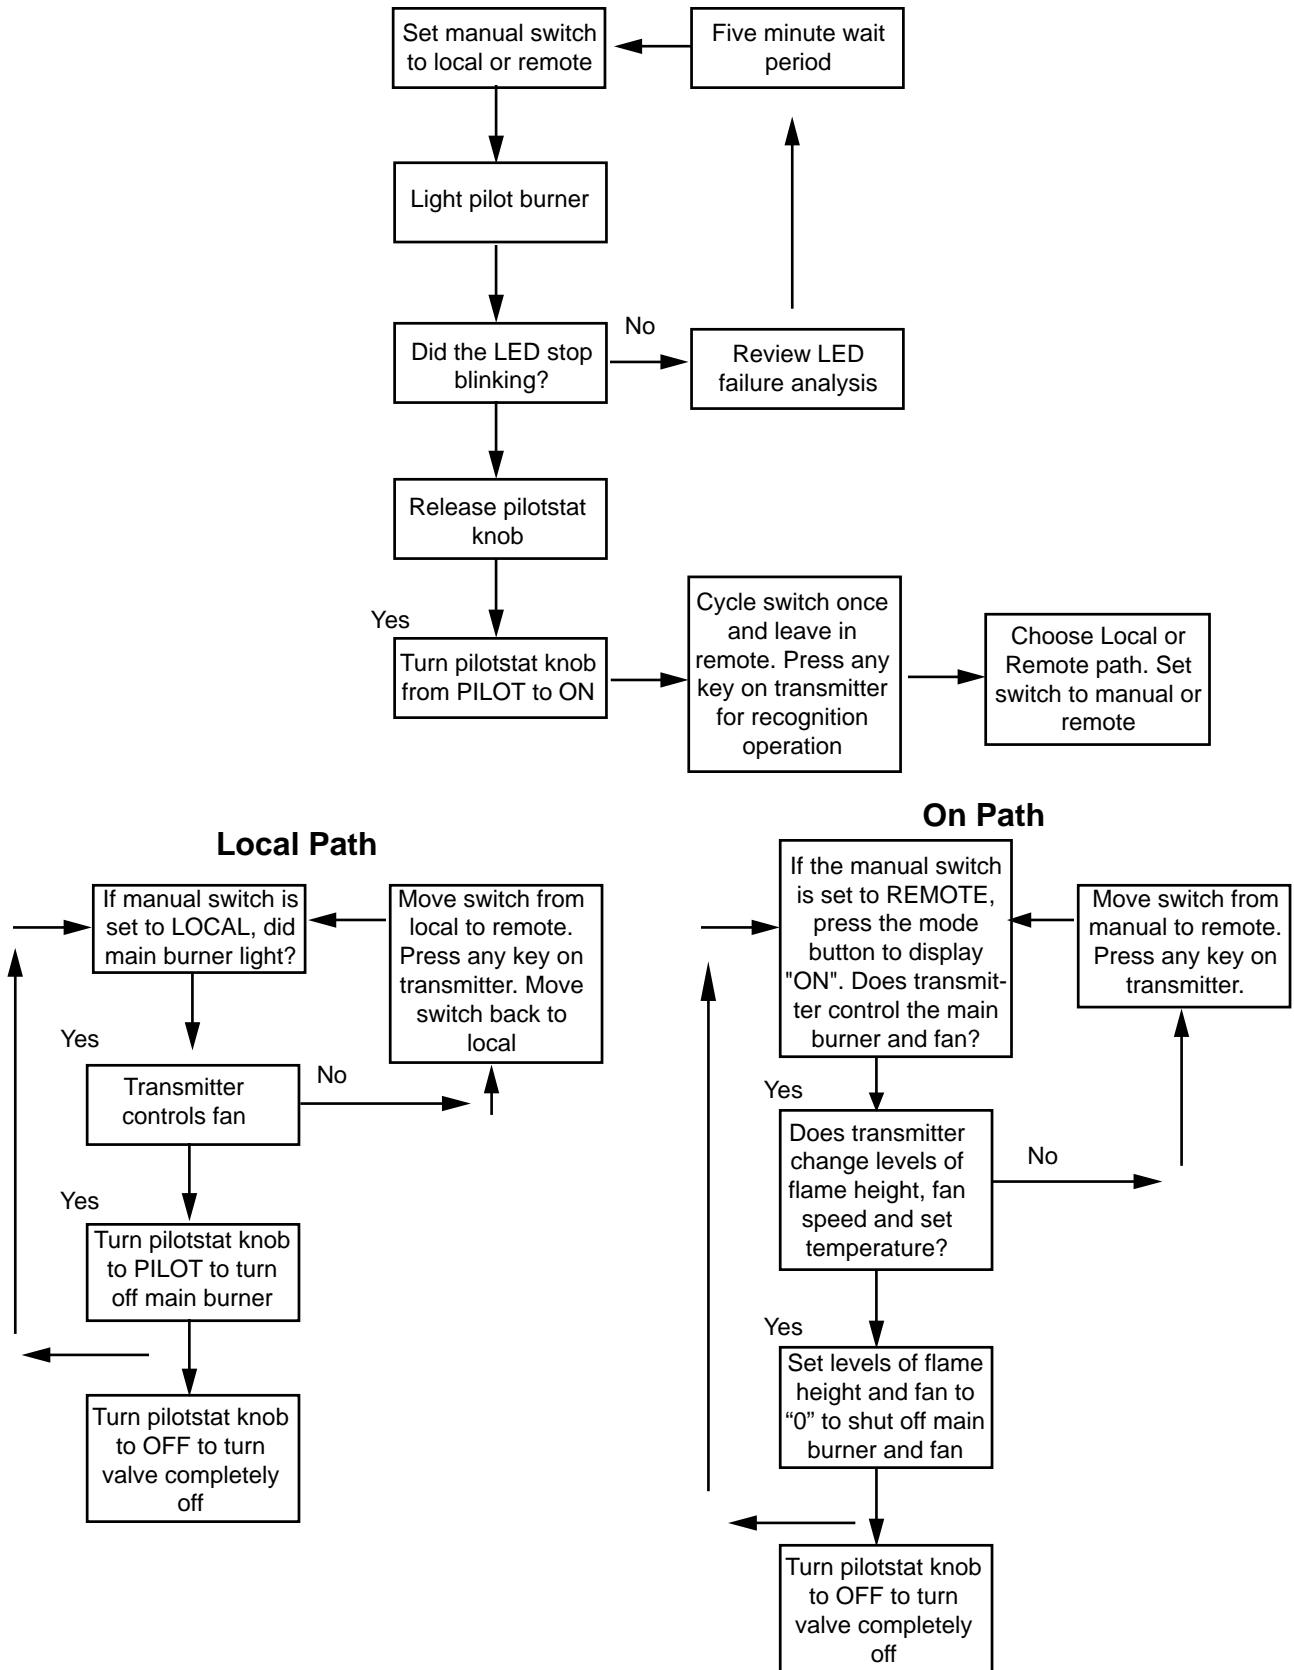 Set manual switch
to local or remote
Five minute wait
period
Light pilot burner
Did the LED stop
blinking?
No
Review LED
failure analysis
Release pilotstat
knob
Yes
Turn pilotstat knob
from PILOT to ON
Cycle switch once
and leave in
remote. Press any
key on transmitter
for recognition
operation
Choose Local or
Remote path. Set
switch to manual or
remote
Local Path
If manual switch is
set to LOCAL, did
main burner light?
Move switch from
local to remote.
Press any key on
transmitter. Move
switch back to
local
Yes
Transmitter
controls fan
No
Yes
Turn pilotstat knob
to PILOT to turn
off main burner
Turn pilotstat knob
to OFF to turn
valve completely
off
On Path
If the manual switch
is set to REMOTE,
press the mode
button to display
"ON". Does transmit-
ter control the main
burner and fan?
Move switch from
manual to remote.
Press any key on
transmitter.
Yes
Does transmitter
change levels of
flame height, fan
speed and set
temperature?
No
Yes
Set levels of flame
height and fan to
“0” to shut off main
burner and fan
Turn pilotstat knob
to OFF to turn
valve completely
off